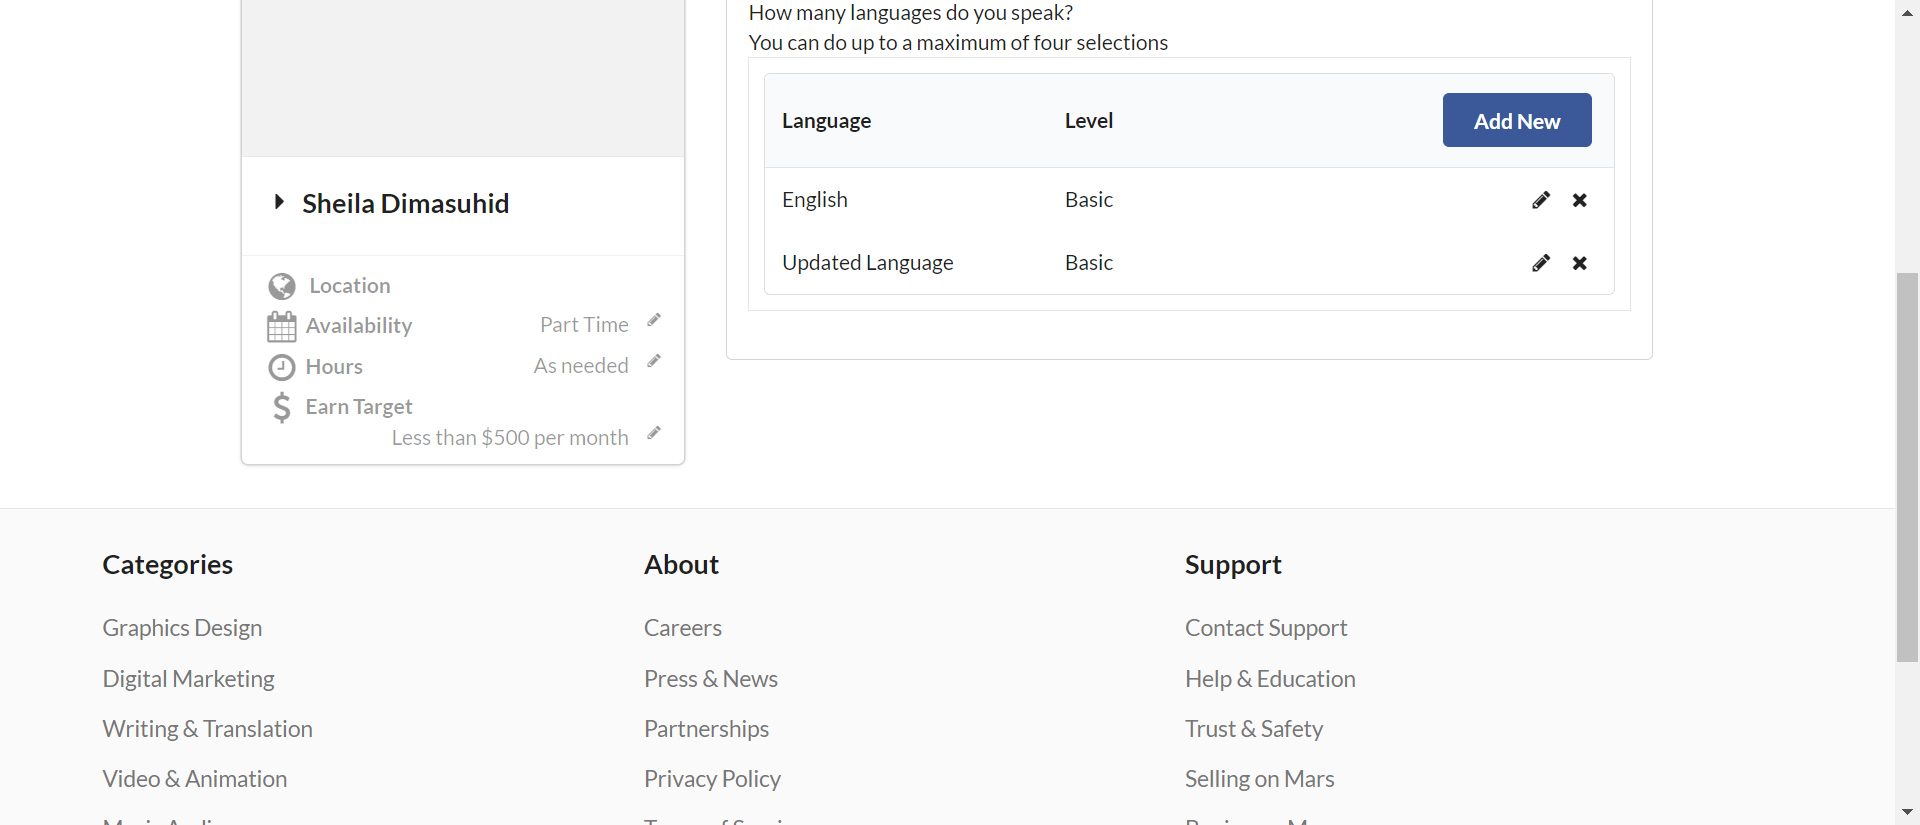 How many languages do you speak?
You can do up to a maximum of four selections
Language Level Add New
English Basic
Updated Language Basic
Sheila Dimasuhid
Location
Availability Part Time
Hours As needed
Earn Target
Less than $500 per month
Categories
Graphics Design
Digital Marketing
Writing & Translation
Video & Animation
About
Careers
Press & News
Partnerships
Privacy Policy
Support
Contact Support
Help & Education
Trust & Safety
Selling on Mars